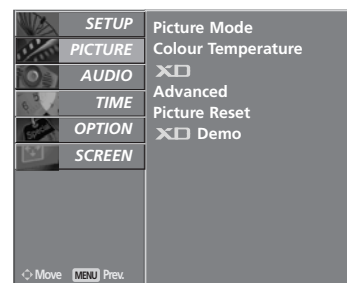 SETUP
PICTURE
AUDIO
TIME
OPTION
SCREEN
Picture Mode
Colour Temperature
XD
Advanced
Picture Reset
XD Demo
Move MENU Prev.